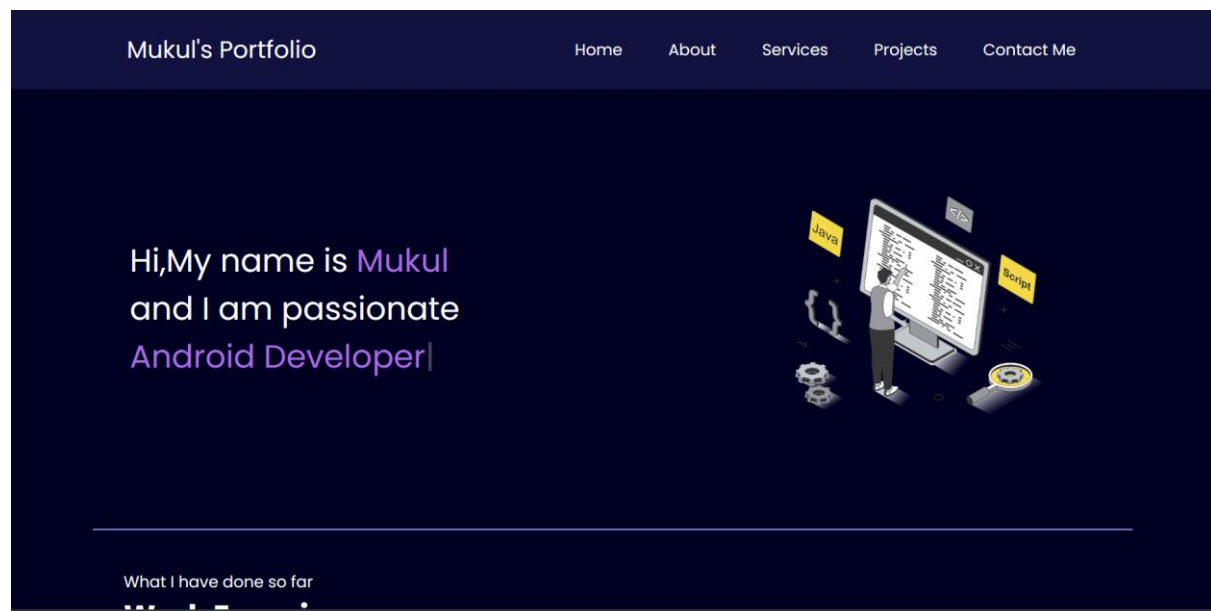 Mukul's Portfolio
Home About Services Projects Contact Me
Hi,My name is Mukul
and I am passionate
Android Developer
</>
Java
Script
What I have done so far